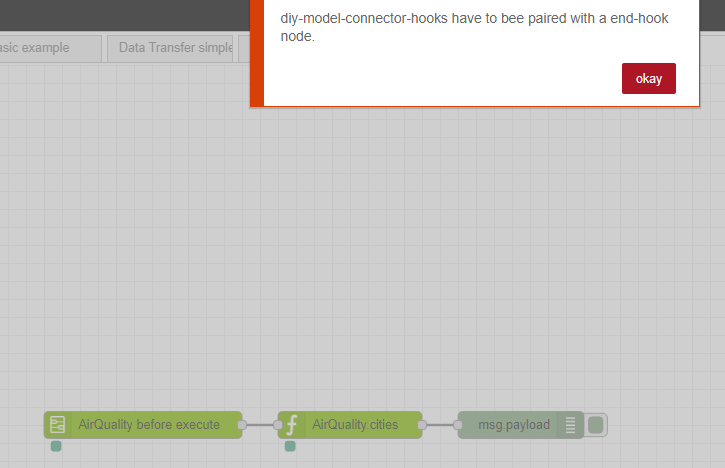 diy-model-connector-hooks have to bee paired with a end-hook
node.
okay
asic example
Data Transfer simple
AirQuality before execute
AirQuality.cities
msg.payload